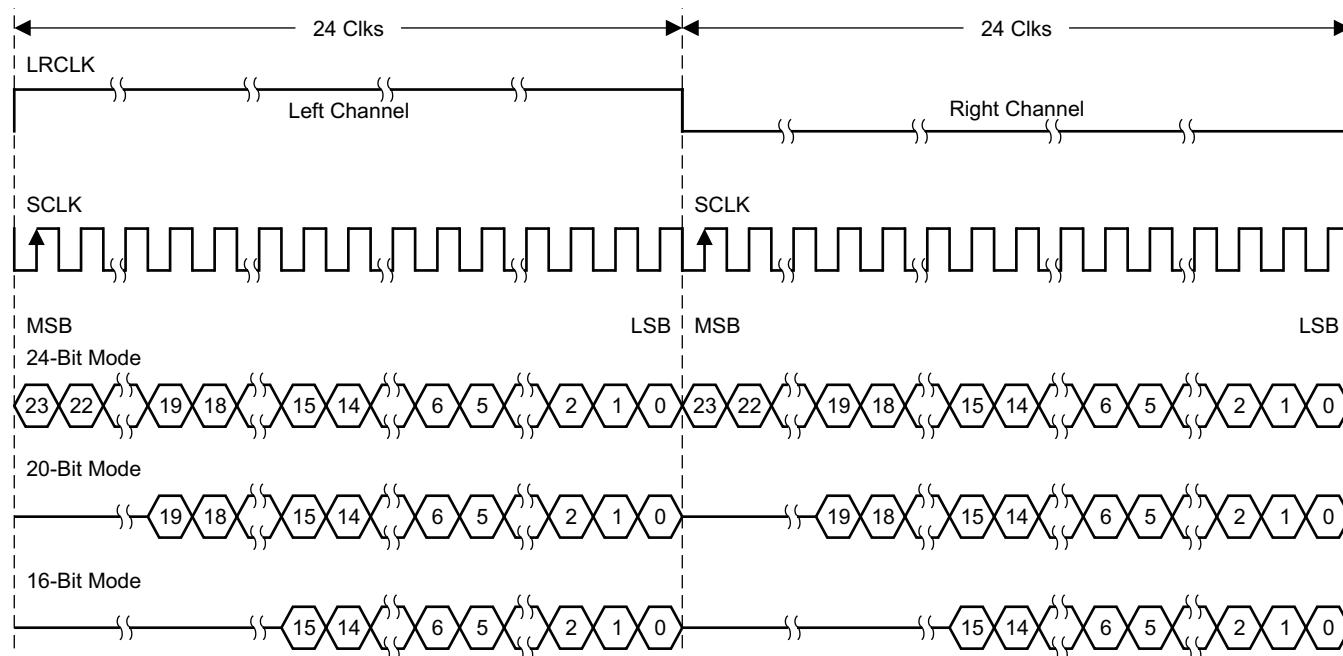 24 Clks 24 Clks
LRCLK
Left Channel Right Channel
SCLK SCLK
MSB LSB MSB LSB
24-Bit Mode
23 22 19 18 15 14 6 5 2 1 0 23 22 19 18 15 14 6 5 2 1 0
20-Bit Mode
19 18 15 14 6 5 2 1 0 19 18 15 14 6 5 2 1 0
16-Bit Mode
15 14 6 5 2 1 0 15 14 6 5 2 1 0